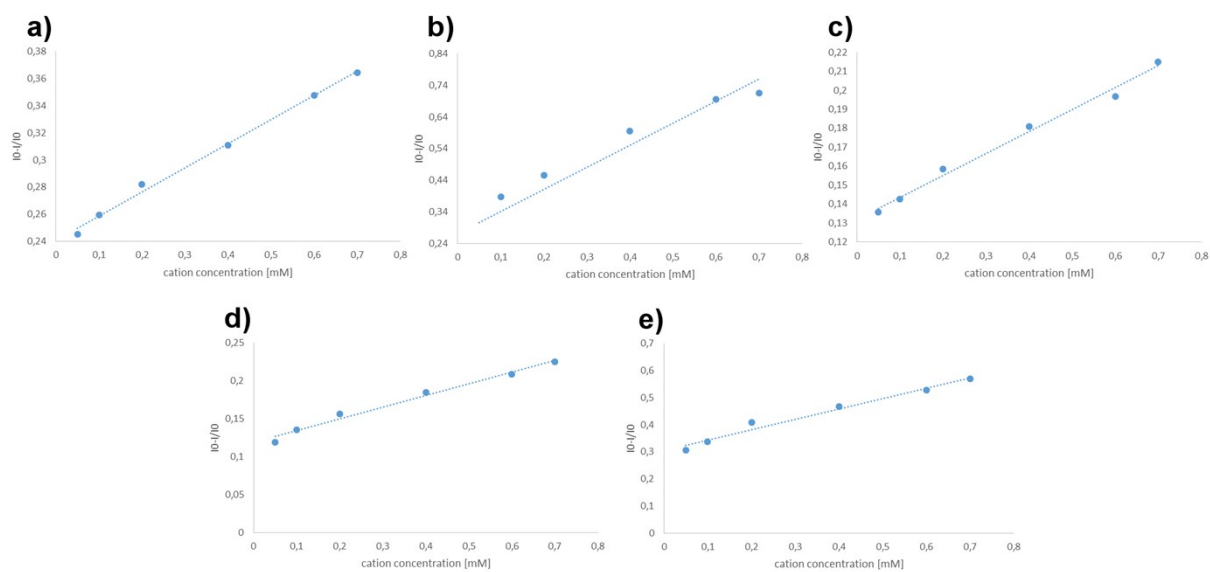 a)
0,38
0,36
0,34
0,32
0,3
0,28
0,26
0,24
I0-I/I0
0 0,1 0,2 0,3 0,4 0,5 0,6 0,7 0,8
cation concentration [mM]
b)
0,84
0,74
0,64
0,54
0,44
0,34
0,24
I0-I/I0
0 0,1 0,2 0,3 0,4 0,5 0,6 0,7 0,8
cation concentration [mM]
c)
0,22
0,21
0,2
0,19
0,18
0,17
0,16
0,15
0,14
0,13
0,12
I0-I/I0
0 0,1 0,2 0,3 0,4 0,5 0,6 0,7 0,8
cation concentration [mM]
d)
0,25
0,2
0,15
0,1
0,05
0
I0-I/I0
0 0,1 0,2 0,3 0,4 0,5 0,6 0,7 0,8
cation concentration [mM]
e)
0,7
0,6
0,5
0,4
0,3
0,2
0,1
0
I0-I/I0
0 0,1 0,2 0,3 0,4 0,5 0,6 0,7 0,8
cation concentration [mM]